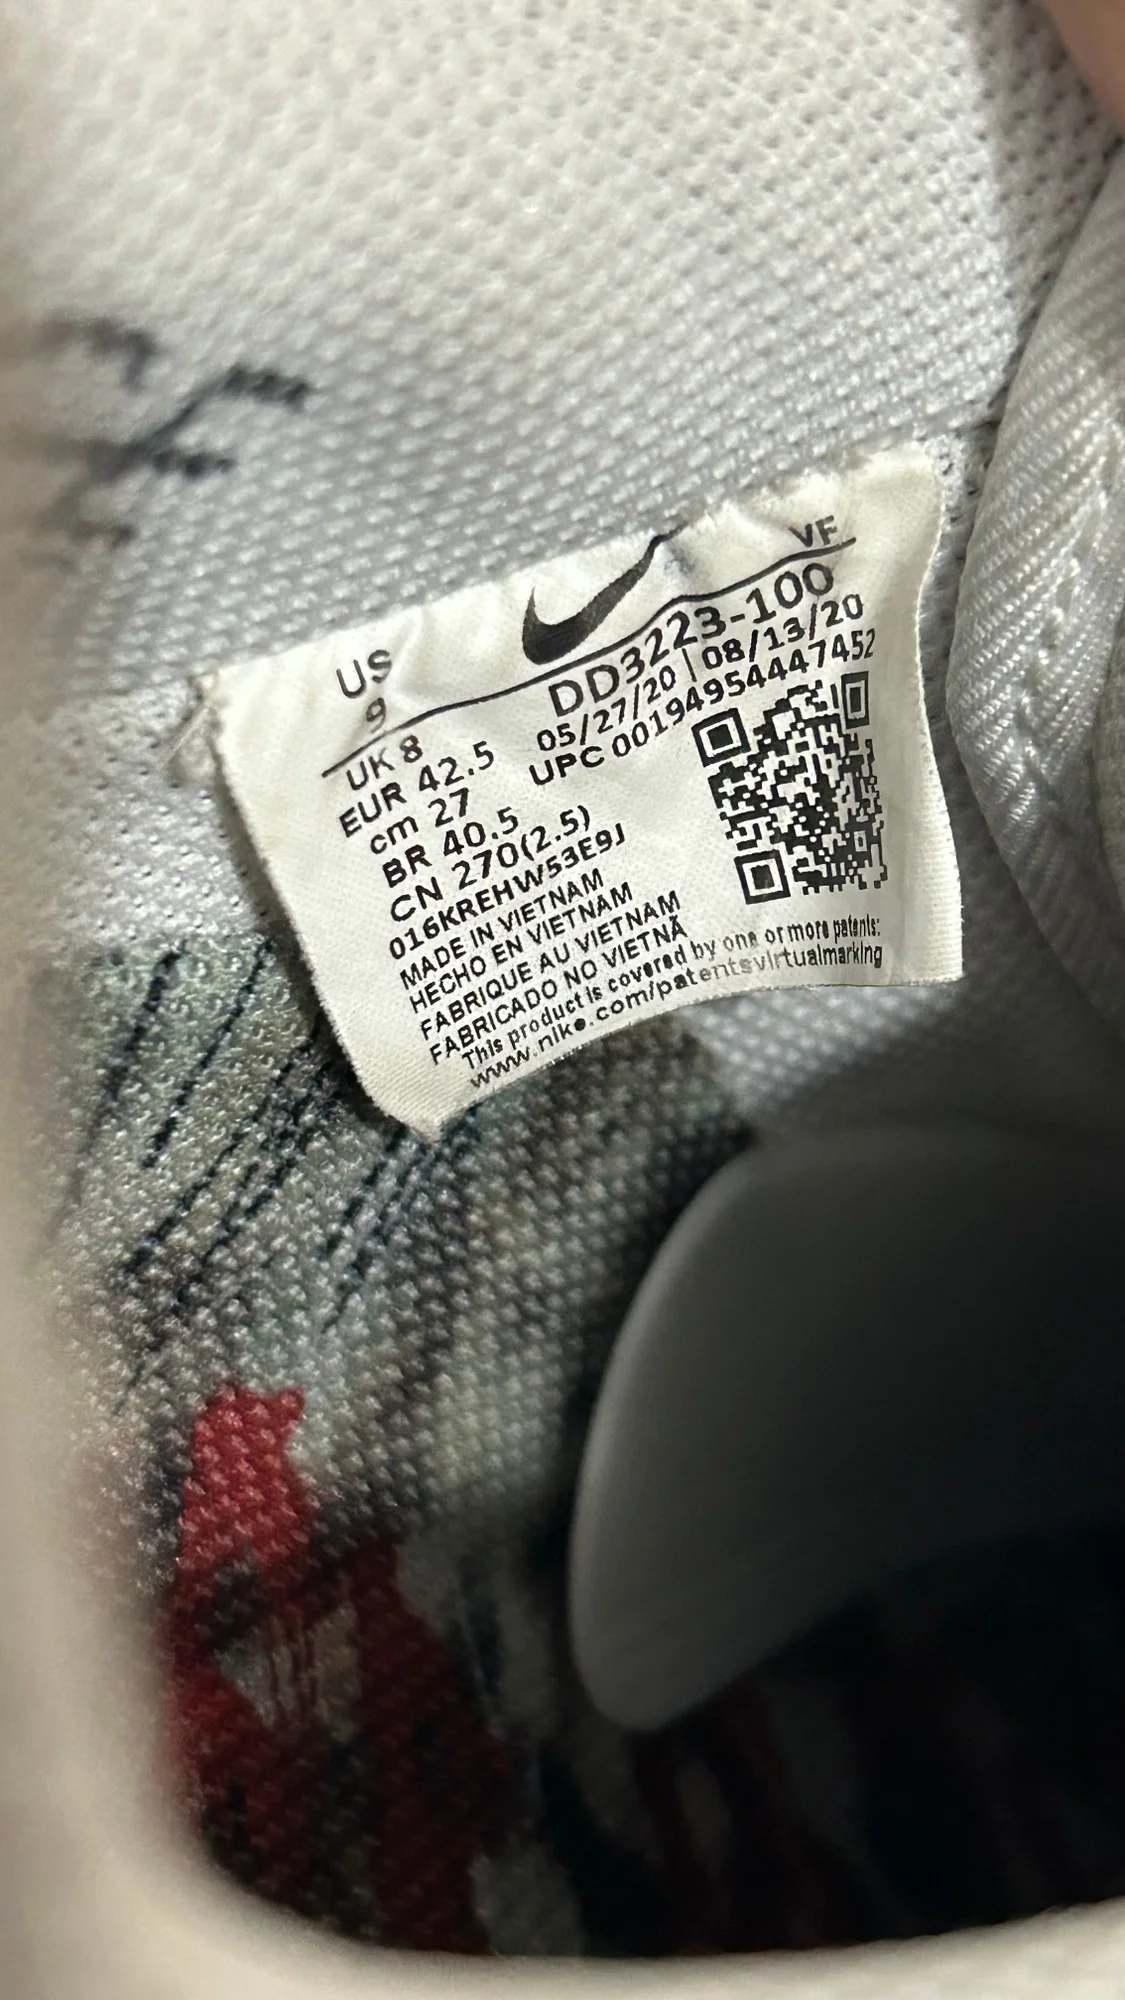 VF
US
9
DD3223-100
05/27/20 | 08/13/20
UPC 00194954447452
UK 8
EUR 42.5
cm 27
BR 40.5
CN 270(2.5)
016KREHW53E9J
MADE IN VIETNAM
HECHO EN VIETNAM
FABRIQUE AU VIETNAM
FABRICADO NO VIETNÃ
This product is covered by one or more patents:
www.nike.com/patentsvirtualmarking